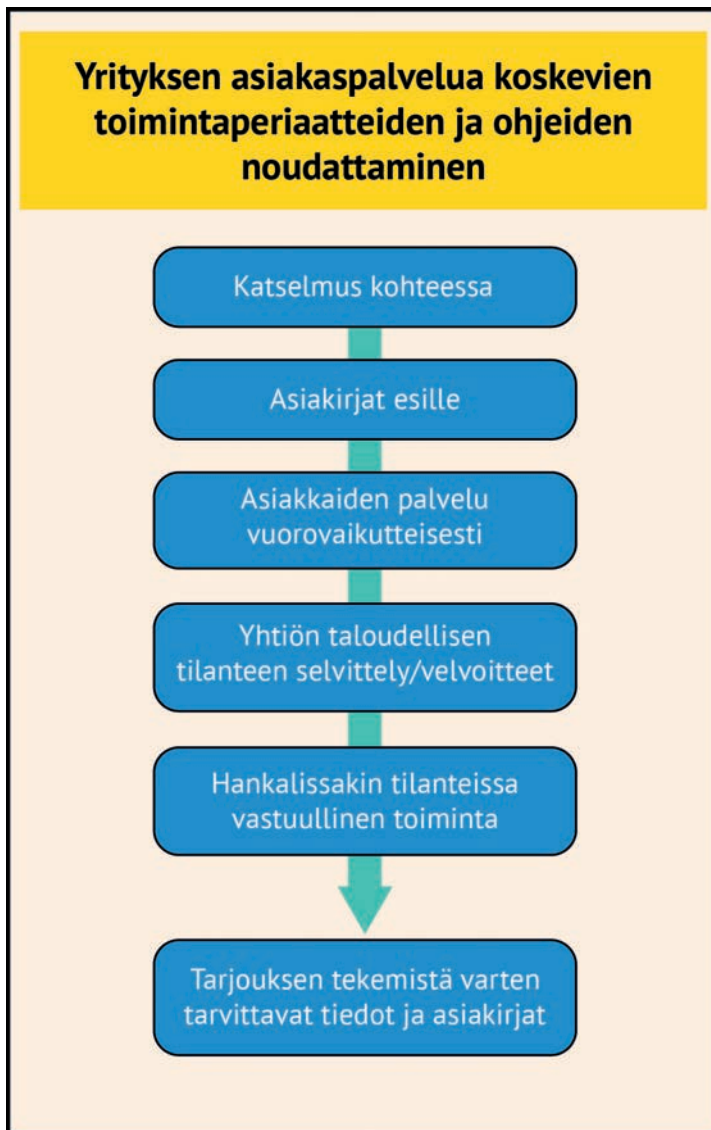 Yrityksen asiakaspalvelua koskevien
toimintaperiaatteiden ja ohjeiden
noudattaminen
Katselmus kohteessa
Asiakirjat esille
Asiakkaiden palvelu
vuorovaikutteisesti
Yhtiön taloudellisen
tilanteen selvittely/velvoitteet
Hankalissakin tilanteissa
vastuullinen toiminta
Tarjouksen tekemistä varten
tarvittavat tiedot ja asiakirjat